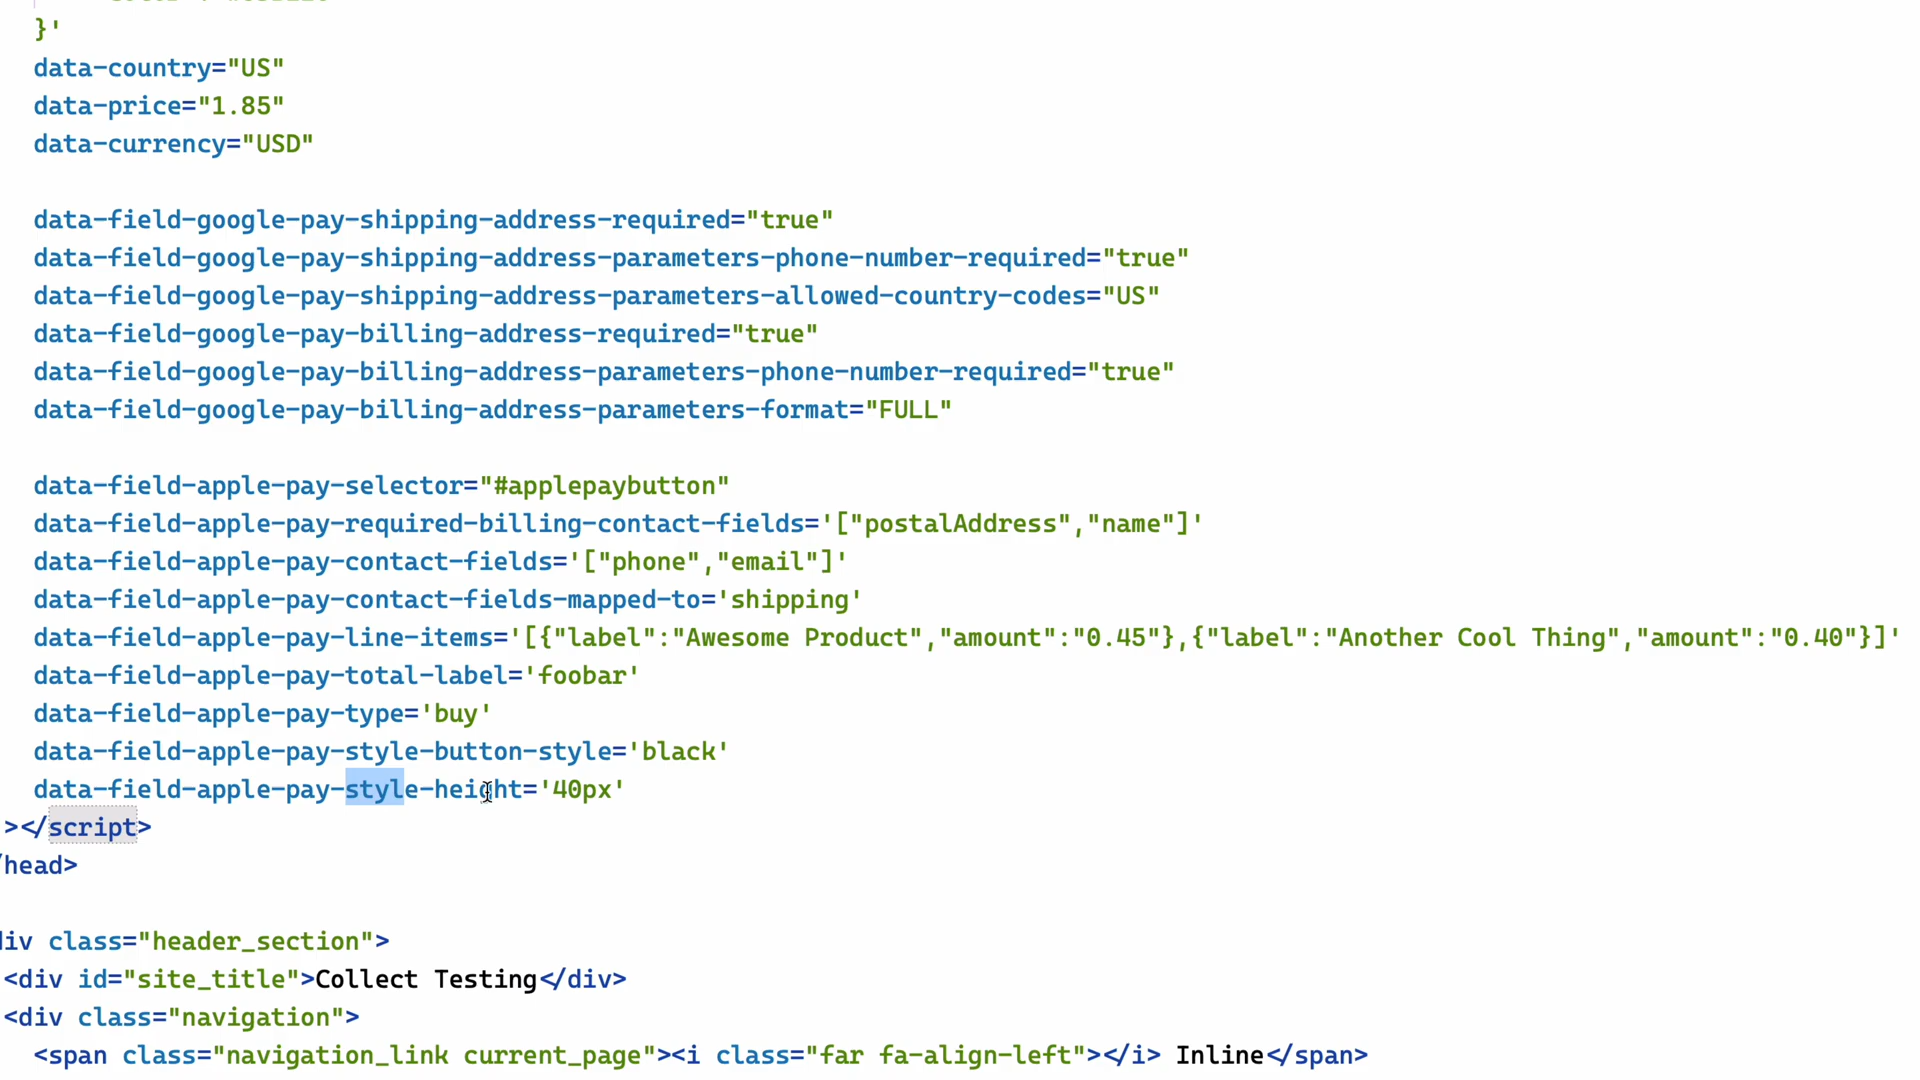 }'
data-country="US"
data-price="1.85"
data-currency="USD"
data-field-google-pay-shipping-address-required="true"
data-field-google-pay-shipping-address-parameters-phone-number-required="true"
data-field-google-pay-shipping-address-parameters-allowed-country-codes="US"
data-field-google-pay-billing-address-required="true"
data-field-google-pay-billing-address-parameters-phone-number-required="true"
data-field-google-pay-billing-address-parameters-format="FULL"
data-field-apple-pay-selector="#applepaybutton"
data-field-apple-pay-required-billing-contact-fields='["postalAddress","name"]'
data-field-apple-pay-contact-fields='["phone","email"]'
data-field-apple-pay-contact-fields-mapped-to='shipping'
data-field-apple-pay-line-items='[{"label":"Awesome Product","amount":"0.45"},{"label":"Another Cool Thing","amount":"0.40"}]'
data-field-apple-pay-total-label='foobar'
data-field-apple-pay-type='buy'
data-field-apple-pay-style-button-style='black'
data-field-apple-pay-style-height='40px'
></script>
/head>
div class="header_section">
<div id="site_title">Collect Testing</div>
<div class="navigation">
<span class="navigation_link current_page"><i class="far fa-align-left"></i> Inline</span>